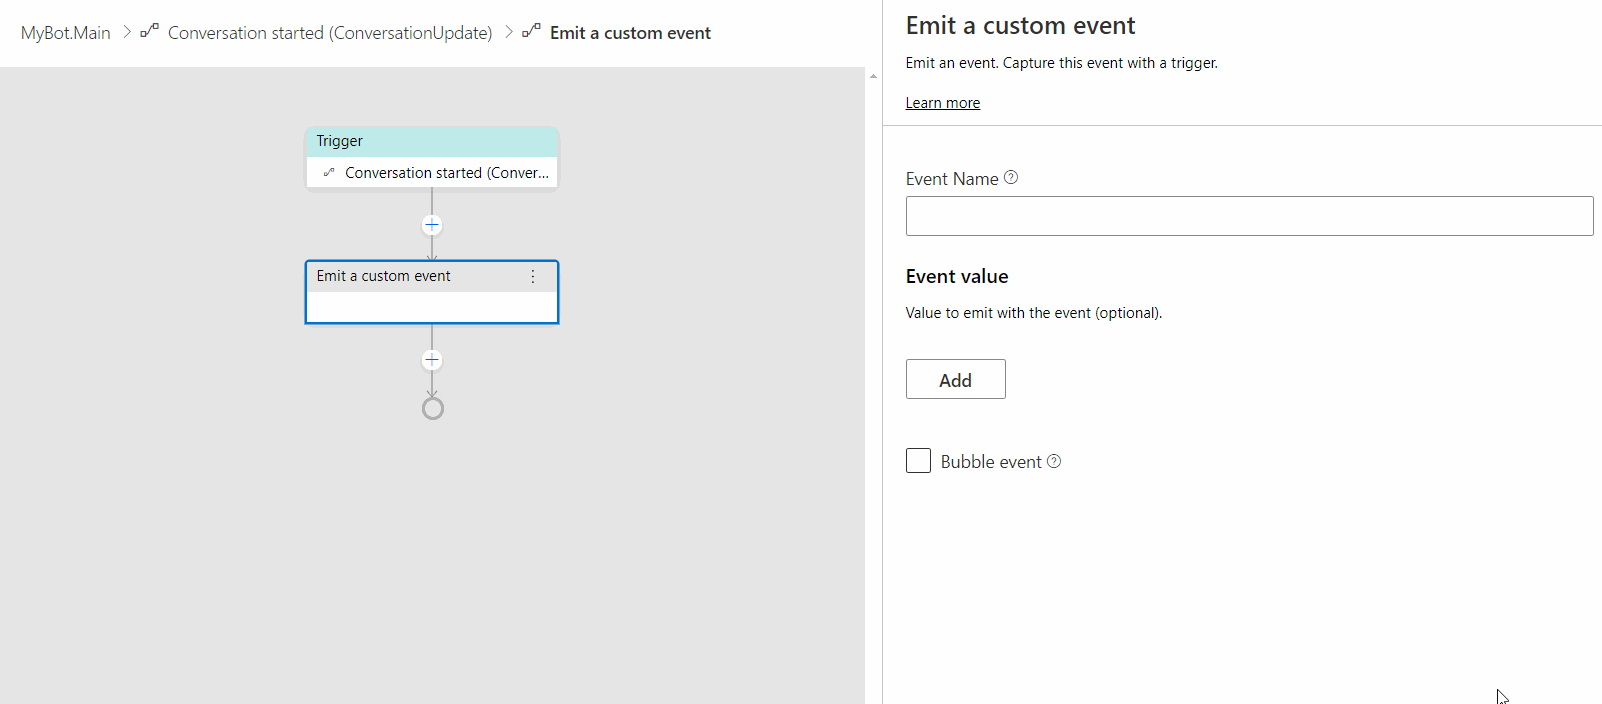 MyBot.Main > Conversation started (ConversationUpdate) > Emit a custom event
Trigger
Conversation started (Conver...
Emit a custom event
Emit a custom event
Emit an event. Capture this event with a trigger.
Learn more
Event Name
Event value
Value to emit with the event (optional).
Add
Bubble event